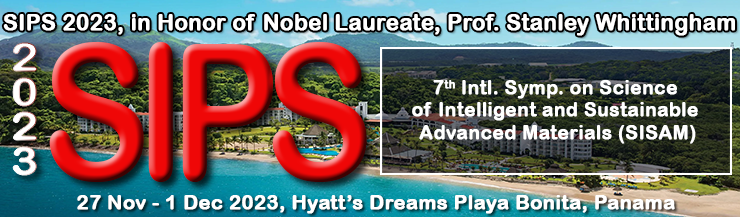 SIPS 2023, in Honor of Nobel Laureate, Prof. Stanley Whittingham
2023
SIPS
7th Intl. Symp. on Science
of Intelligent and Sustainable
Advanced Materials (SISAM)
27 Nov - 1 Dec 2023, Hyatt's Dreams Playa Bonita, Panama